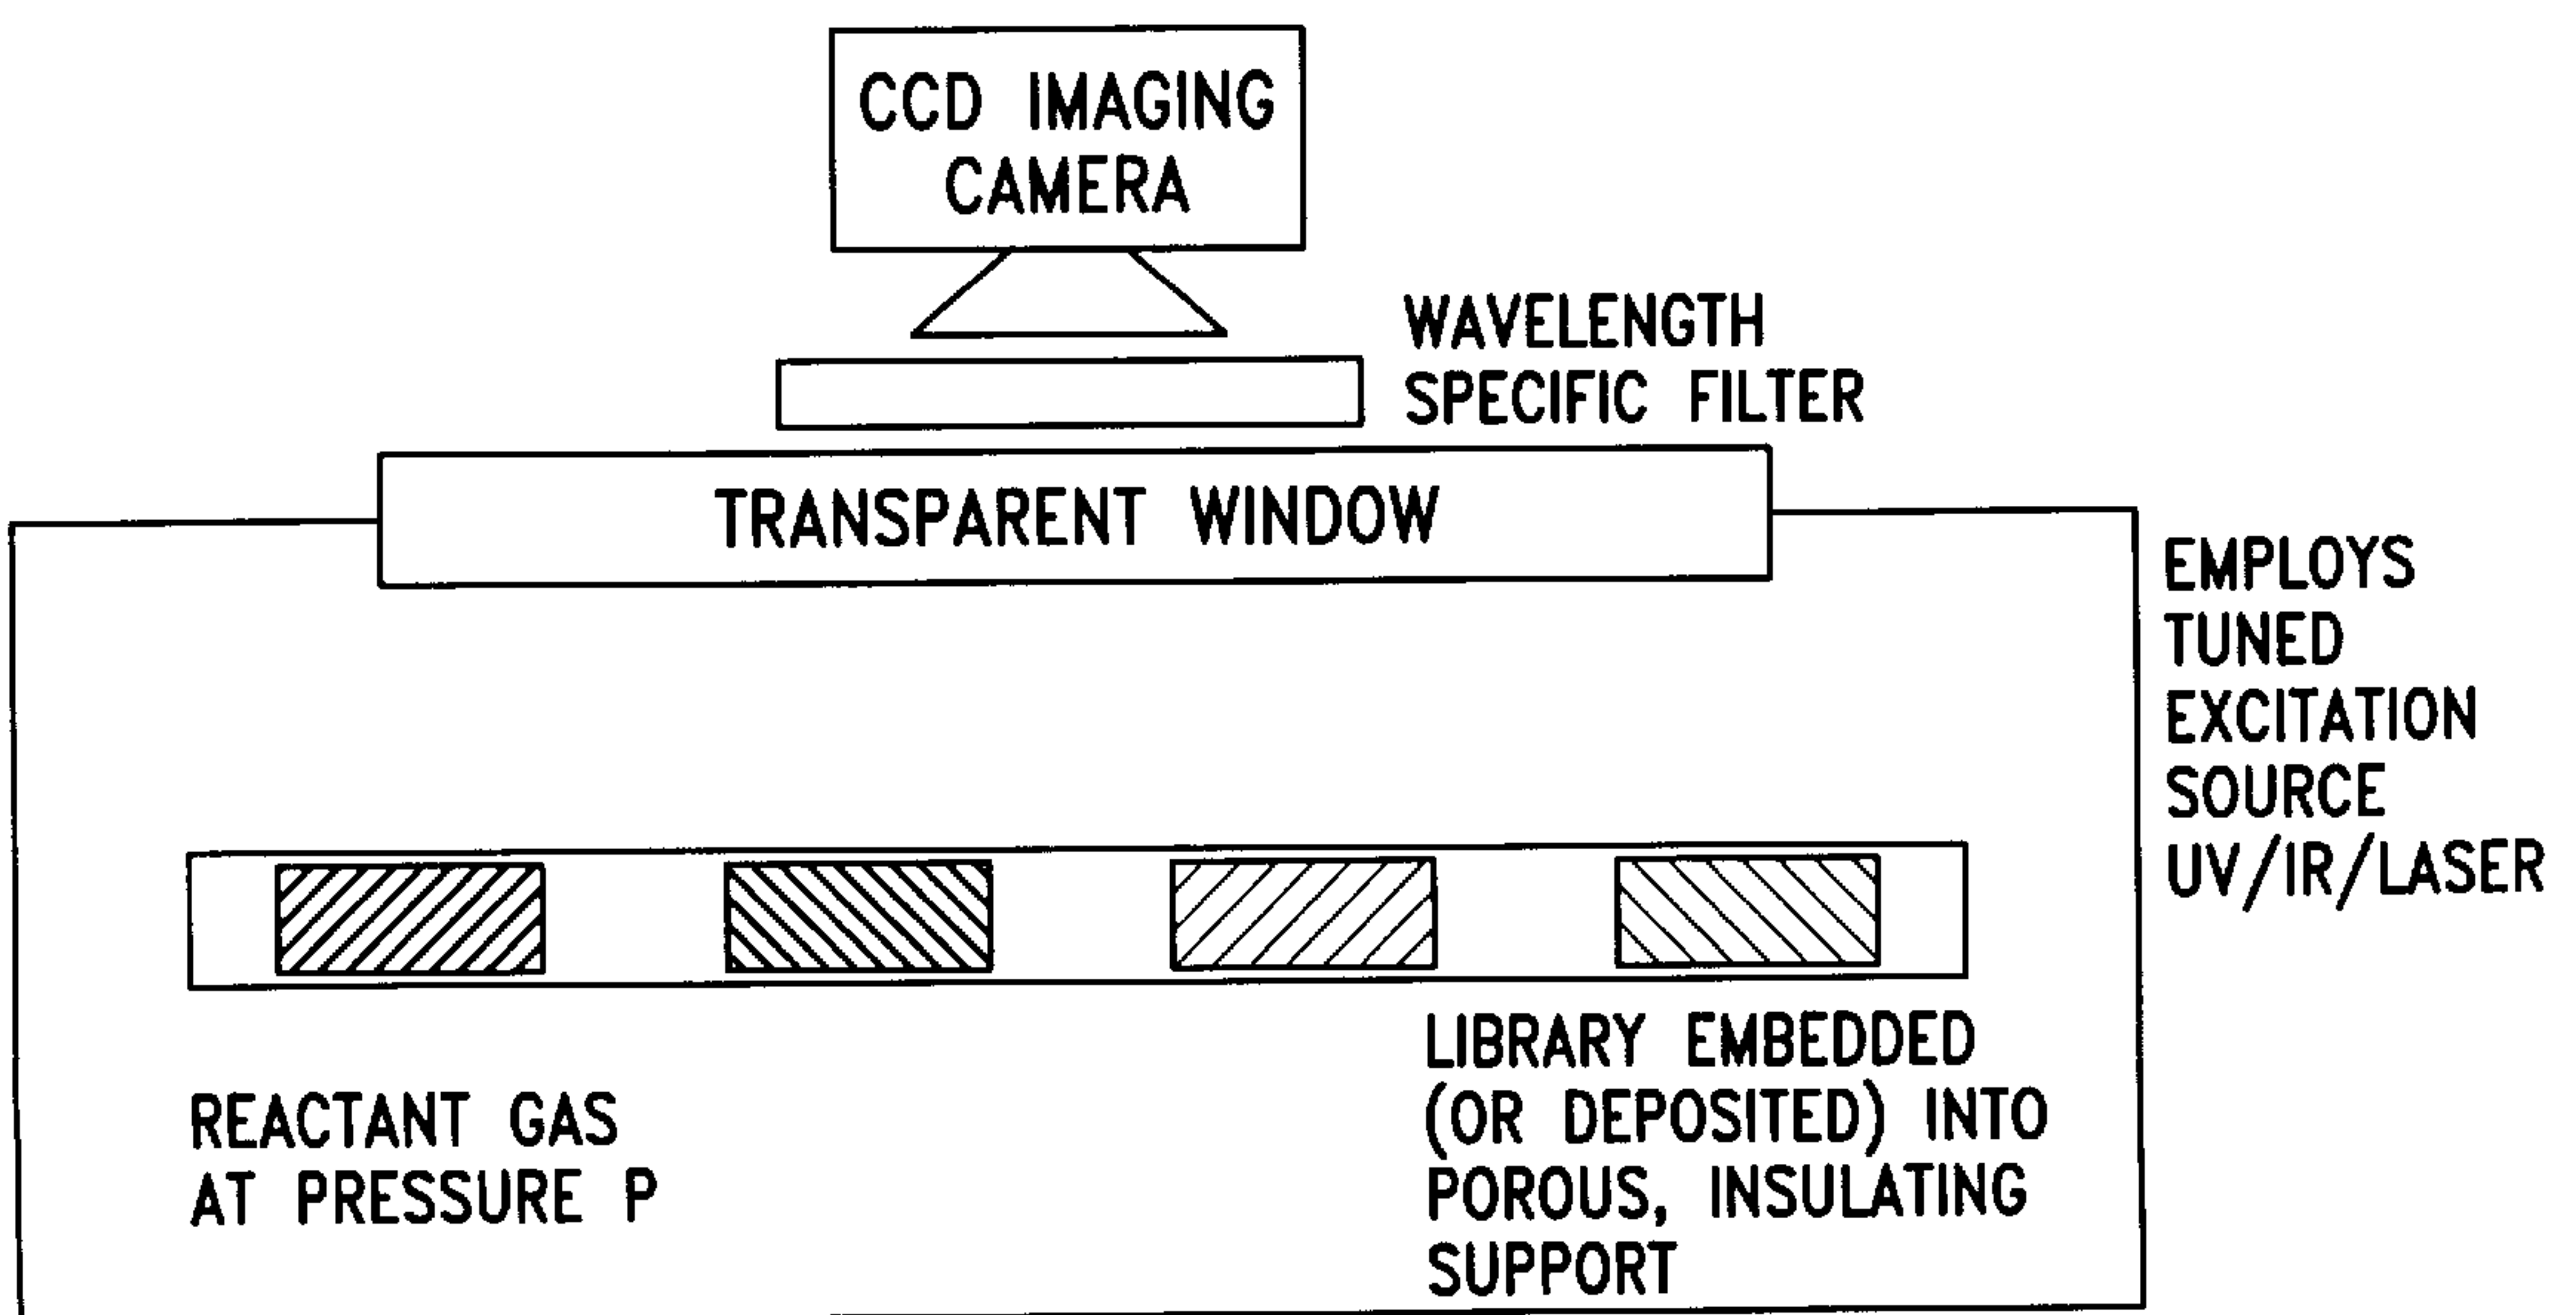 CCD IMAGING
CAMERA
WAVELENGTH
SPECIFIC FILTER
TRANSPARENT WINDOW
EMPLOYS
TUNED
EXCITATION
SOURCE
UV/IR/LASER
REACTANT GAS
AT PRESSURE P
LIBRARY EMBEDDED
(OR DEPOSITED) INTO
POROUS, INSULATING
SUPPORT